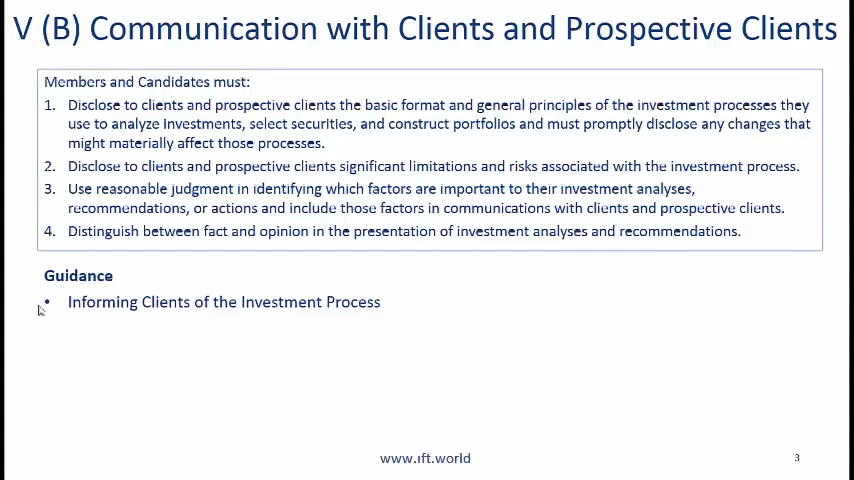 V (B) Communication with Clients and Prospective Clients
Members and Candidates must:
1. Disclose to clients and prospective clients the basic format and general principles of the investment processes they
use to analyze investments, select securities, and construct portfolios and must promptly disclose any changes that
might materially affect those processes.
2. Disclose to clients and prospective clients significant limitations and risks associated with the investment process.
3. Use reasonable judgment in identifying which factors are important to their investment analyses,
recommendations, or actions and include those factors in communications with clients and prospective clients.
4. Distinguish between fact and opinion in the presentation of investment analyses and recommendations.
Guidance
• Informing Clients of the Investment Process
www.ift.world
3